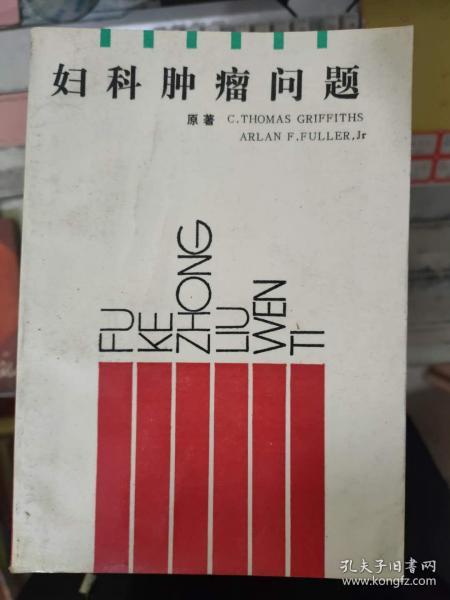 妇科肿瘤问题
原著 C.THOMAS GRIFFITHS
ARLAN F.FULLER,Jr
FU
KE
ZHONG
LIU
WEN
TI
孔夫子旧书网
www.kongfz.com